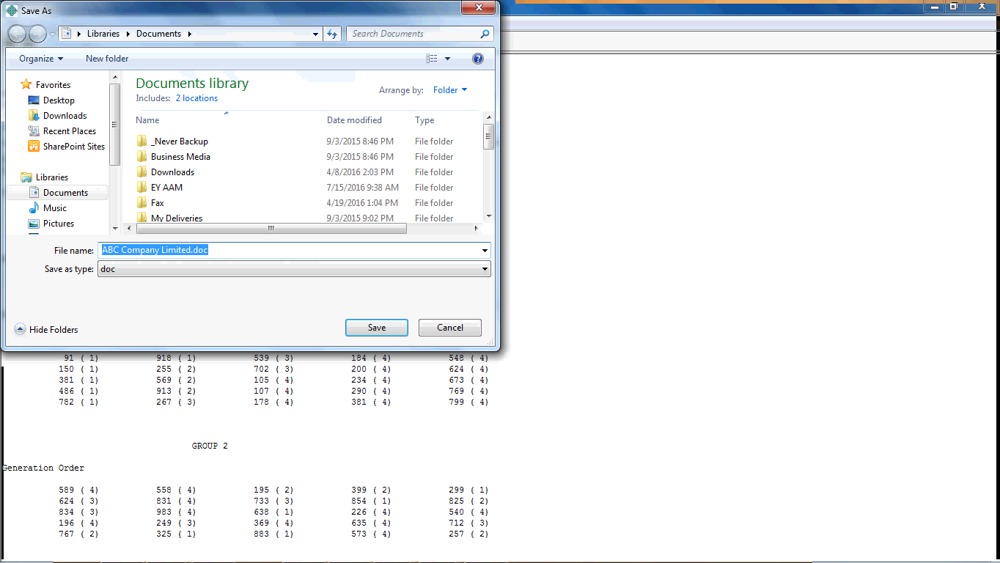 Save As
Libraries Documents
Search Documents
Organize New folder
Favorites
Desktop
Downloads
Recent Places
SharePoint Sites
Libraries
Documents
Music
Pictures
Documents library
Includes: 2 locations
Arrange by: Folder
Name Date modified Type
_Never Backup 9/3/2015 8:46 PM File folder
Business Media 9/3/2015 8:46 PM File folder
Downloads 4/8/2016 2:03 PM File folder
EY AAM 7/15/2016 9:38 AM File folder
Fax 4/19/2016 1:04 PM File folder
My Deliveries 9/3/2015 9:02 PM File folder
File name: ABC Company Limited.doc
Save as type: doc
Hide Folders Save Cancel
91 ( 1) 918 ( 1) 539 ( 3) 184 ( 4) 548 ( 4)
150 ( 1) 255 ( 2) 702 ( 3) 200 ( 4) 624 ( 4)
381 ( 1) 569 ( 2) 105 ( 4) 234 ( 4) 673 ( 4)
486 ( 1) 913 ( 2) 107 ( 4) 290 ( 4) 769 ( 4)
782 ( 1) 267 ( 3) 178 ( 4) 381 ( 4) 799 ( 4)
GROUP 2
Generation Order
589 ( 4) 558 ( 4) 195 ( 2) 399 ( 2) 299 ( 1)
624 ( 3) 831 ( 4) 733 ( 3) 854 ( 1) 825 ( 2)
834 ( 3) 983 ( 4) 638 ( 1) 226 ( 4) 540 ( 4)
196 ( 4) 249 ( 3) 369 ( 4) 635 ( 4) 712 ( 3)
767 ( 2) 325 ( 1) 883 ( 1) 573 ( 4) 257 ( 2)